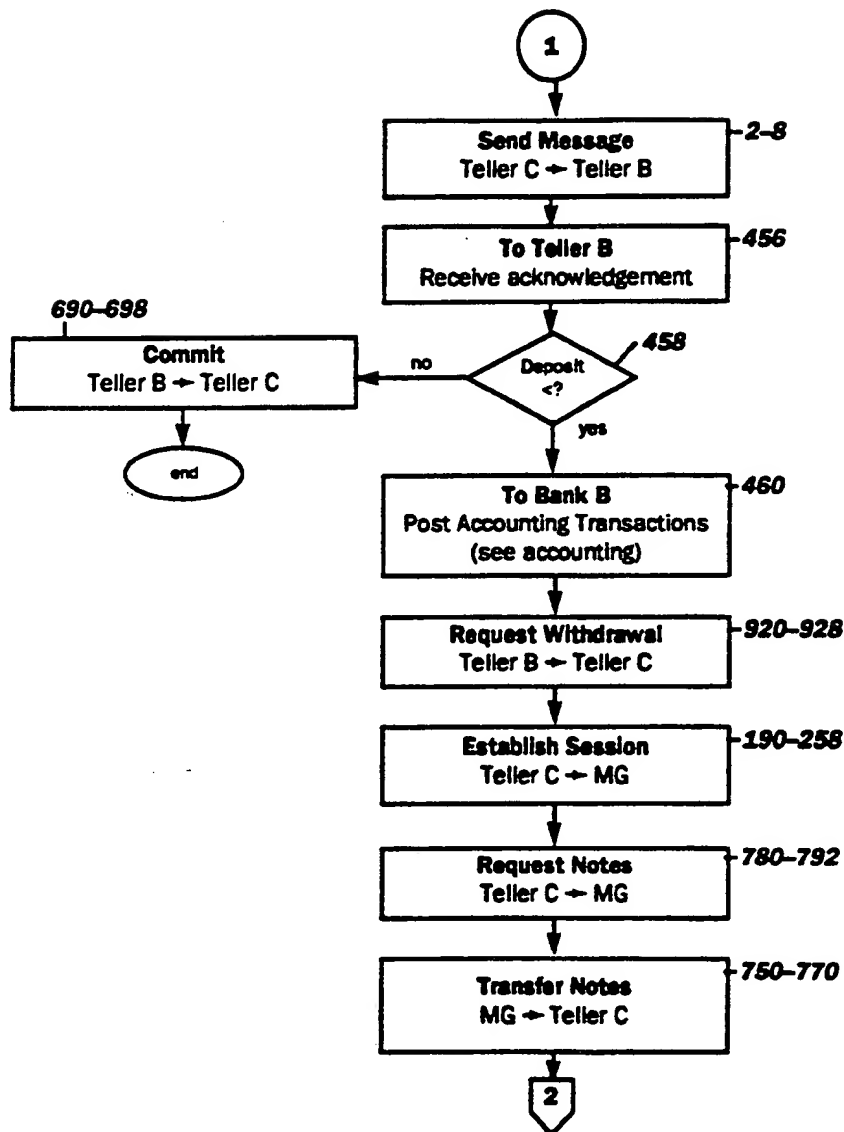 1
Send Message
Teller C → Teller B
2–8
To Teller B
Receive acknowledgement
456
690–698
Commit
Teller B → Teller C
end
no
Deposit
<?
458
yes
To Bank B
Post Accounting Transactions
(see accounting)
460
Request Withdrawal
Teller B → Teller C
920–928
Establish Session
Teller C → MG
190–258
Request Notes
Teller C → MG
780–792
Transfer Notes
MG → Teller C
750–770
2